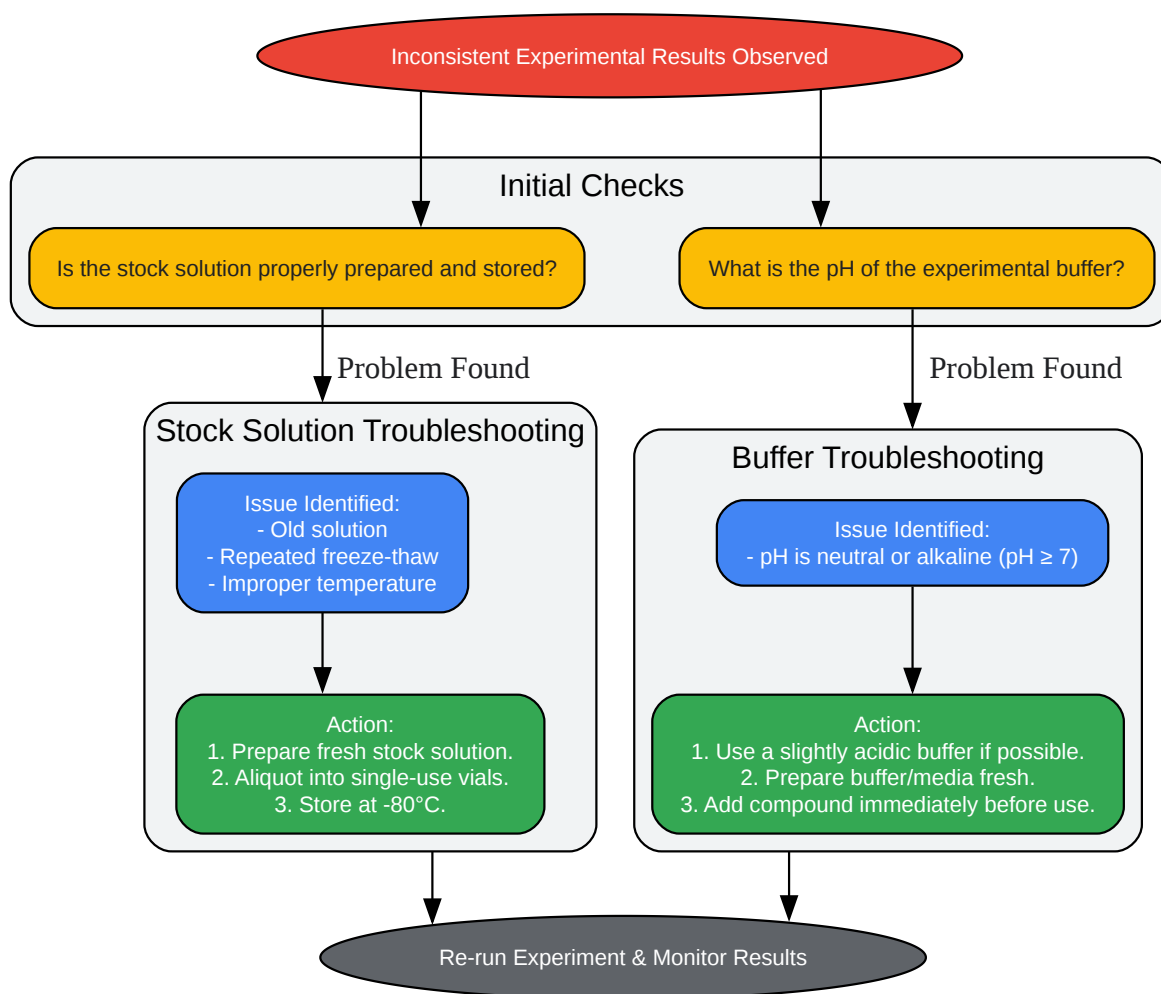 Inconsistent Experimental Results Observed
Initial Checks
Is the stock solution properly prepared and stored?
What is the pH of the experimental buffer?
Problem Found
Problem Found
Stock Solution Troubleshooting
Issue Identified:
- Old solution
- Repeated freeze-thaw
- Improper temperature
Action:
1. Prepare fresh stock solution.
2. Aliquot into single-use vials.
3. Store at -80°C.
Buffer Troubleshooting
Issue Identified:
- pH is neutral or alkaline (pH ≥ 7)
Action:
1. Use a slightly acidic buffer if possible.
2. Prepare buffer/media fresh.
3. Add compound immediately before use.
Re-run Experiment & Monitor Results